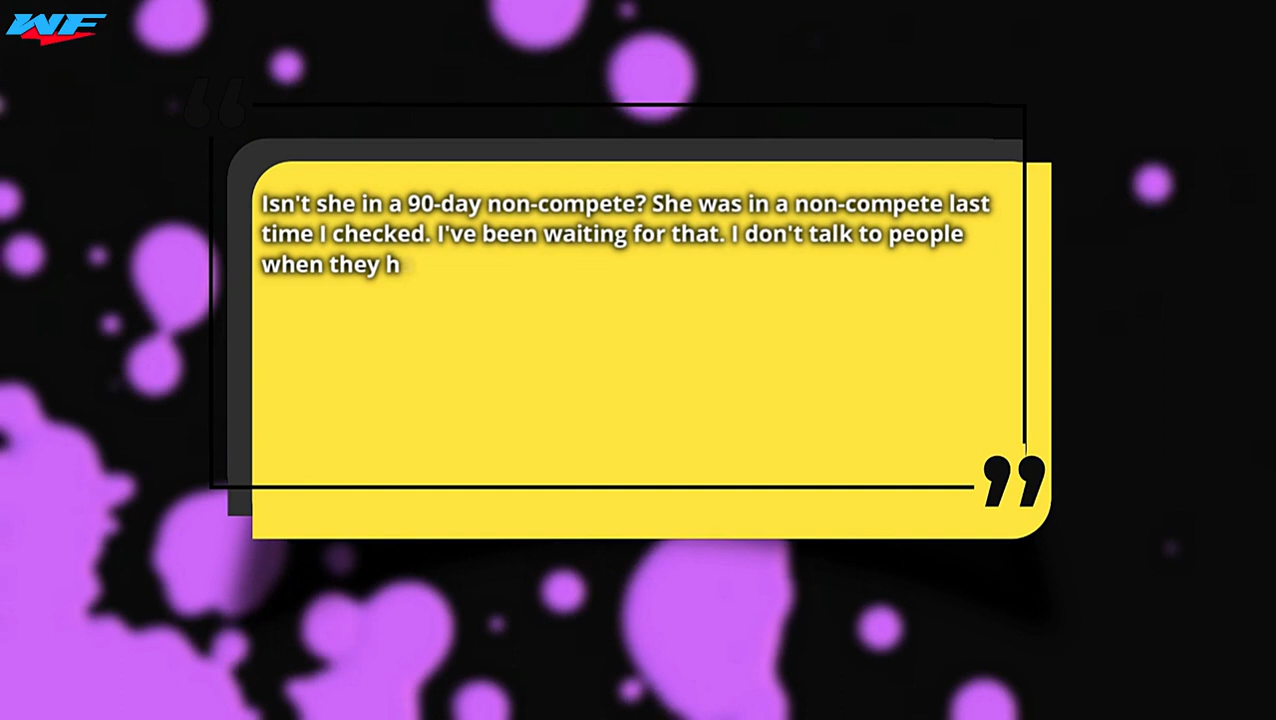 WF
Isn't she in a 90-day non-compete? She was in a non-compete last
time I checked. I've been waiting for that. I don't talk to people
when they h